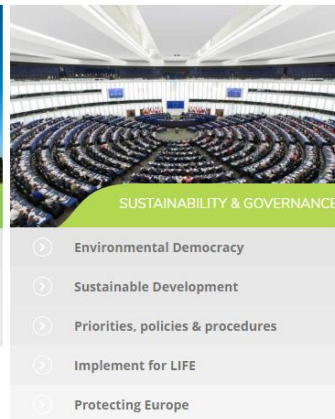 SUSTAINABILITY & GOVERNANCE
Environmental Democracy
Sustainable Development
Priorities, policies & procedures
Implement for LIFE
Protecting Europe